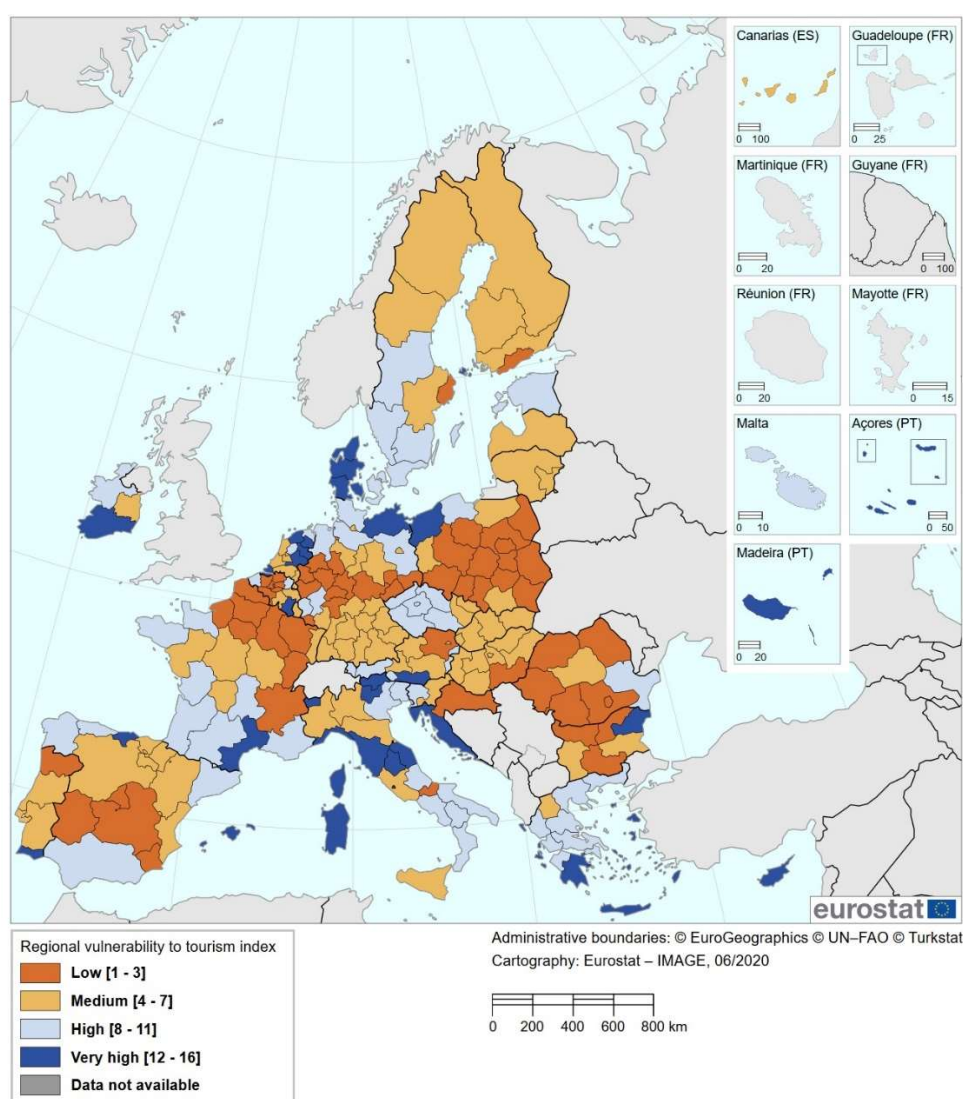 Canarias (ES)
0 100
Guadeloupe (FR)
0 25
Martinique (FR)
0 20
Guyane (FR)
0 100
Réunion (FR)
0 20
Mayotte (FR)
0 15
Malta
0 10
Açores (PT)
0 50
Madeira (PT)
0 20
eurostat
Regional vulnerability to tourism index
Low [1 - 3]
Medium [4 - 7]
High [8 - 11]
Very high [12 - 16]
Data not available
Administrative boundaries: © EuroGeographics © UN–FAO © Turkstat
Cartography: Eurostat – IMAGE, 06/2020
0 200 400 600 800 km